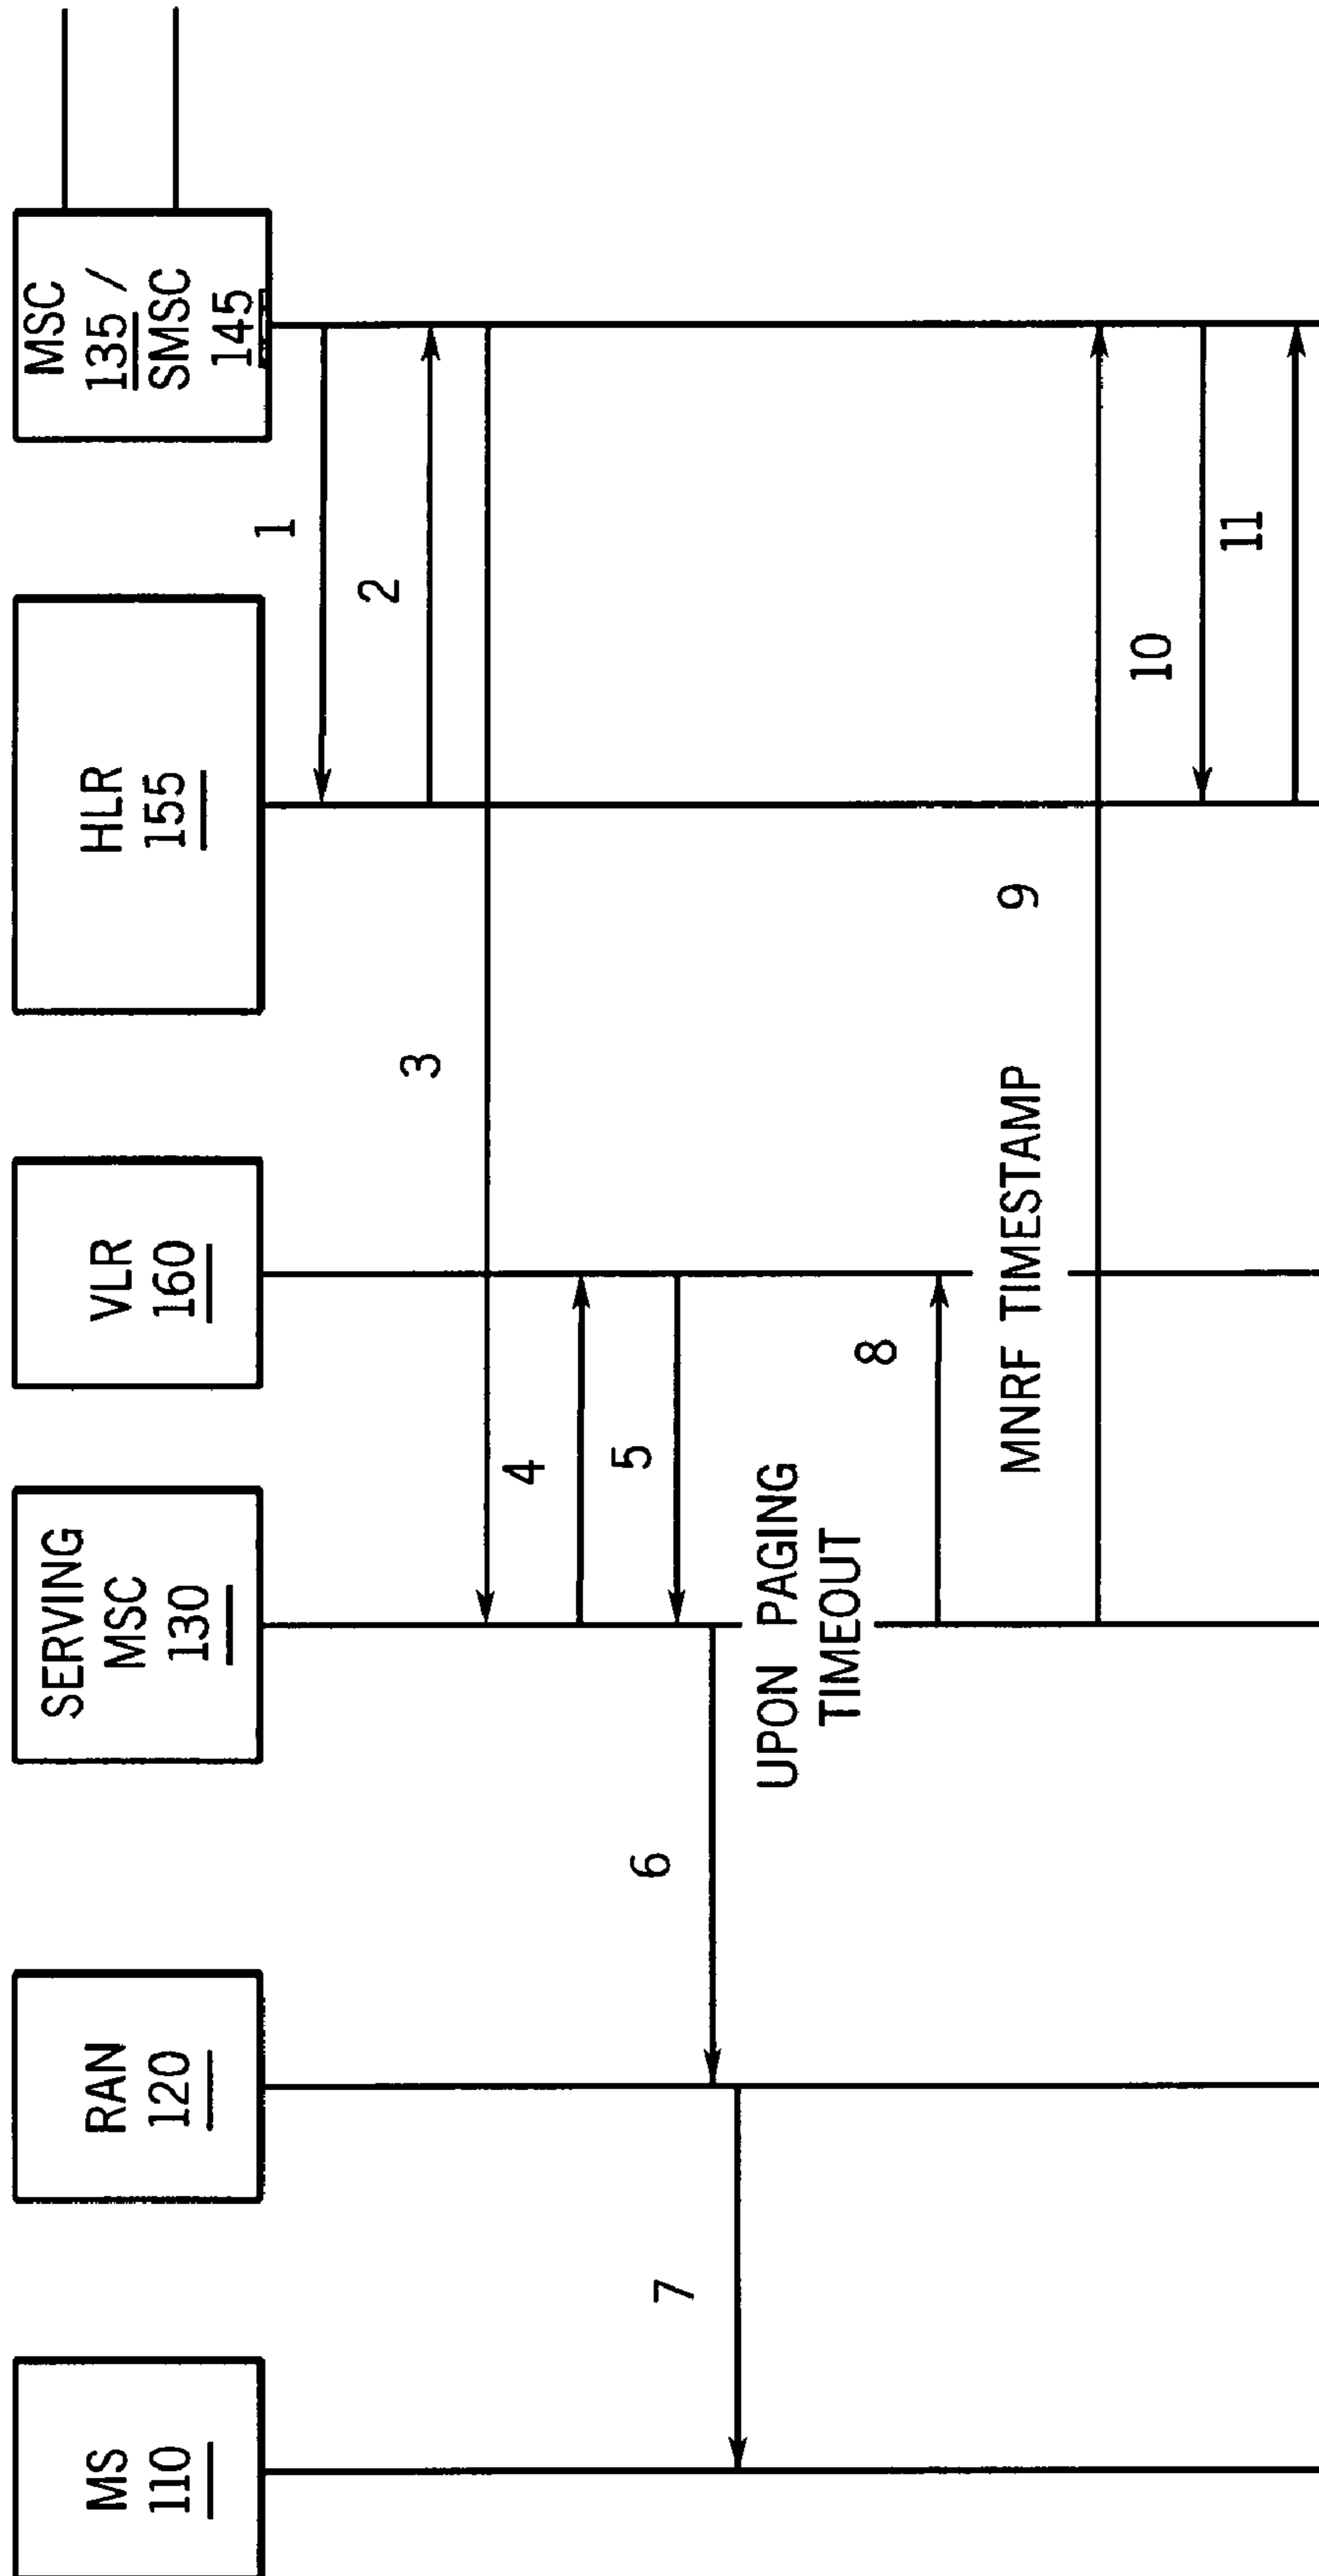 MS
110
RAN
120
SERVING
MSC
130
VLR
160
HLR
155
MSC
135 /
SMSC
145
1
2
3
4
5
6
7
UPON PAGING
TIMEOUT
8
MNRF TIMESTAMP
9
10
11